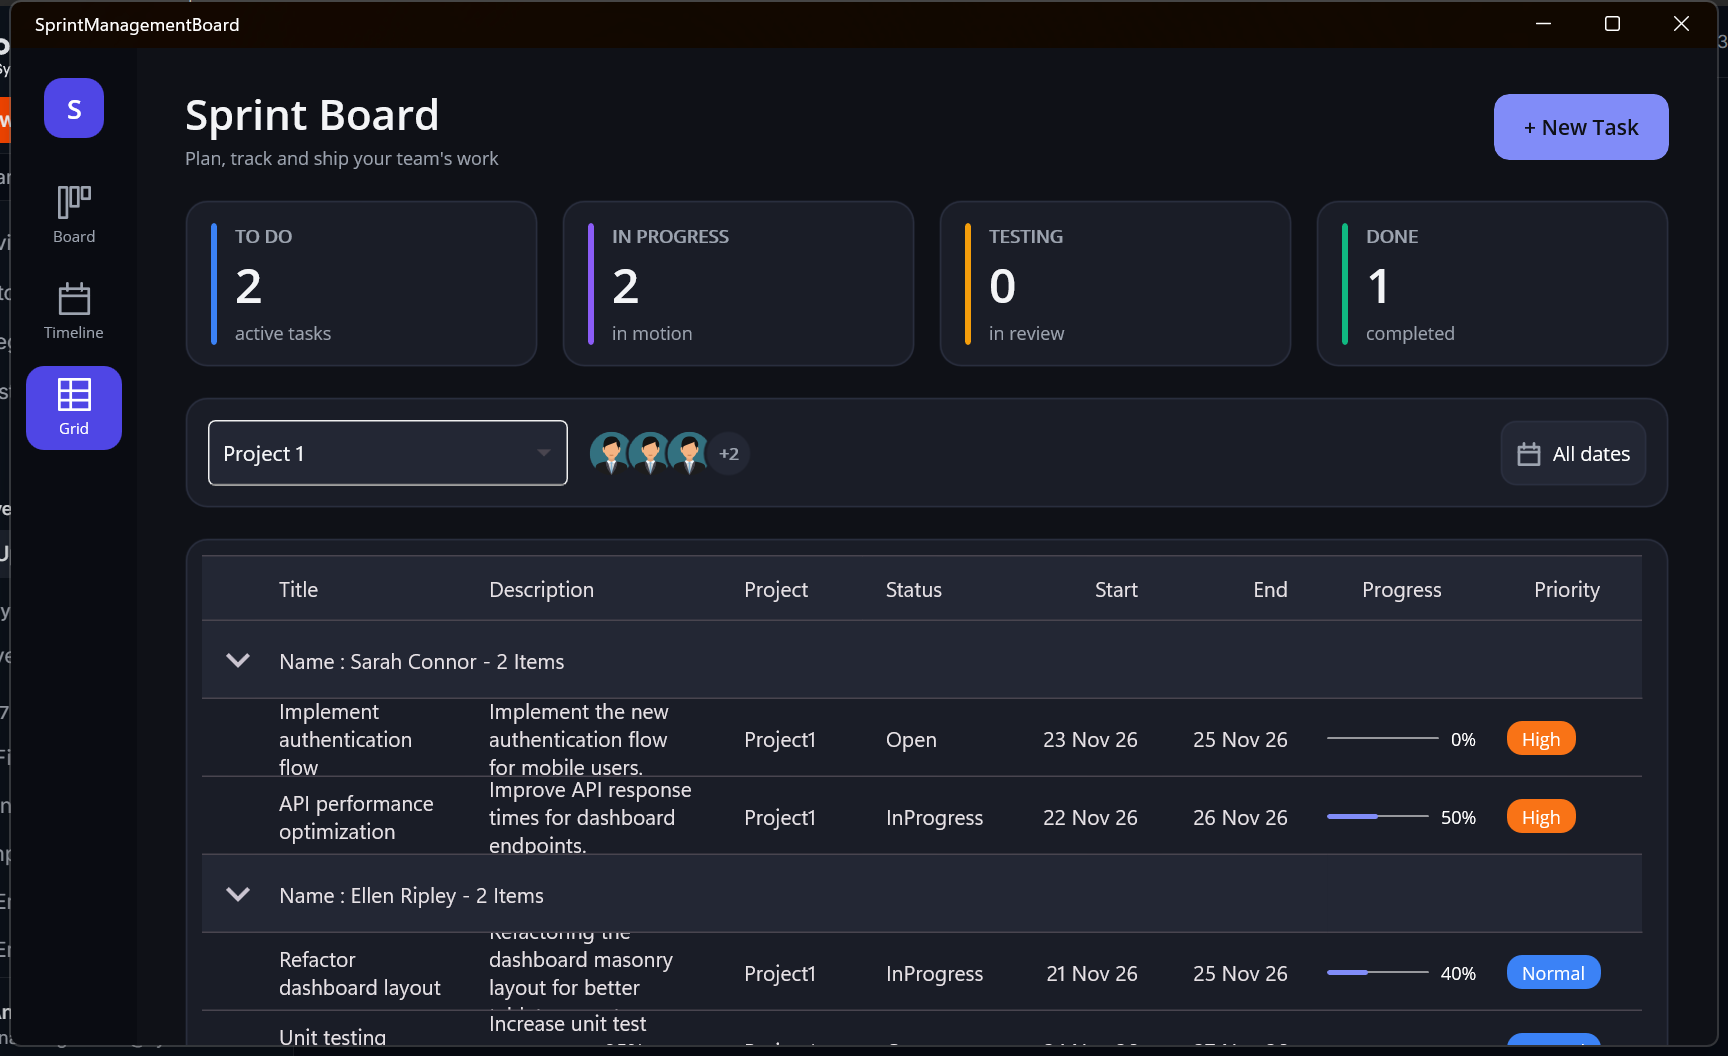 SprintManagementBoard
S
Board
Timeline
Grid
Sprint Board
Plan, track and ship your team's work
+ New Task
TO DO
2
active tasks
IN PROGRESS
2
in motion
TESTING
0
in review
DONE
1
completed
Project 1
+2
All dates
Title Description Project Status Start End Progress Priority
Name : Sarah Connor - 2 Items
Implement
authentication
flow
Implement the new
authentication flow
for mobile users.
Project1 Open 23 Nov 26 25 Nov 26 0% High
API performance
optimization
Improve API response
times for dashboard
endpoints.
Project1 InProgress 22 Nov 26 26 Nov 26 50% High
Name : Ellen Ripley - 2 Items
Refactor
dashboard layout
Refactoring the
dashboard masonry
layout for better
Project1 InProgress 21 Nov 26 25 Nov 26 40% Normal
Unit testing
Increase unit test